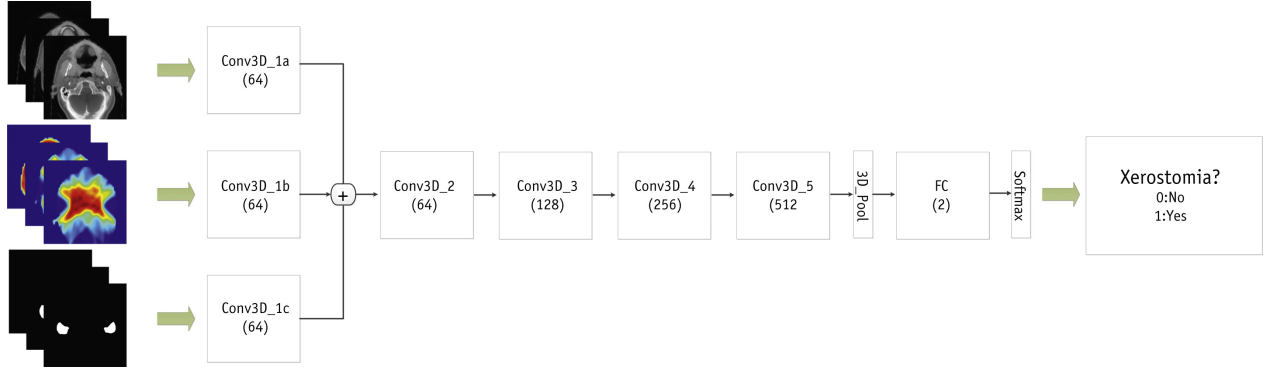 Conv3D_1a
(64)
Conv3D_1b
(64)
Conv3D_1c
(64)
+
Conv3D_2
(64)
Conv3D_3
(128)
Conv3D_4
(256)
Conv3D_5
(512
3D_Pool
FC
(2)
Softmax
Xerostomia?
0:No
1:Yes